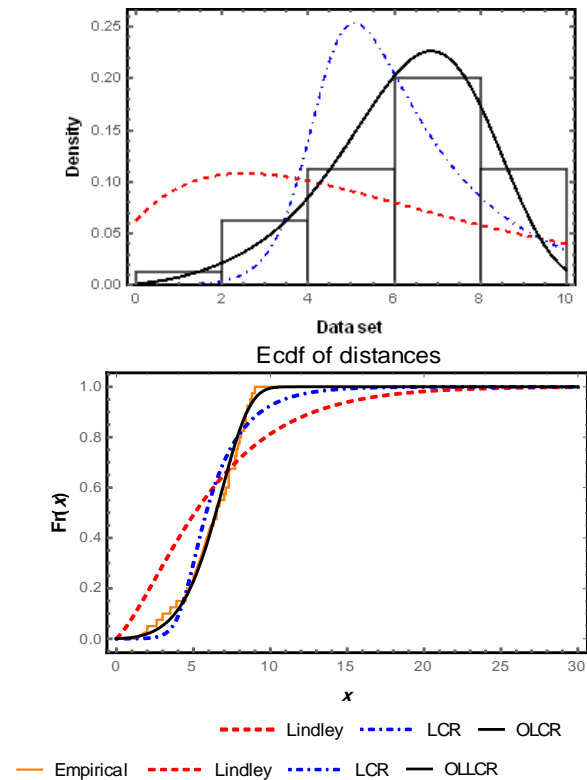 0.25
0.20
0.15
0.10
0.05
0.00
Density
0 2 4 6 8 10
Data set
Ecdf of distances
1.0
0.8
0.6
0.4
0.2
0.0
Fr(x)
0 5 10 15 20 25 30
x
Lindley LCR OLCR
Empirical Lindley LCR OLLCR